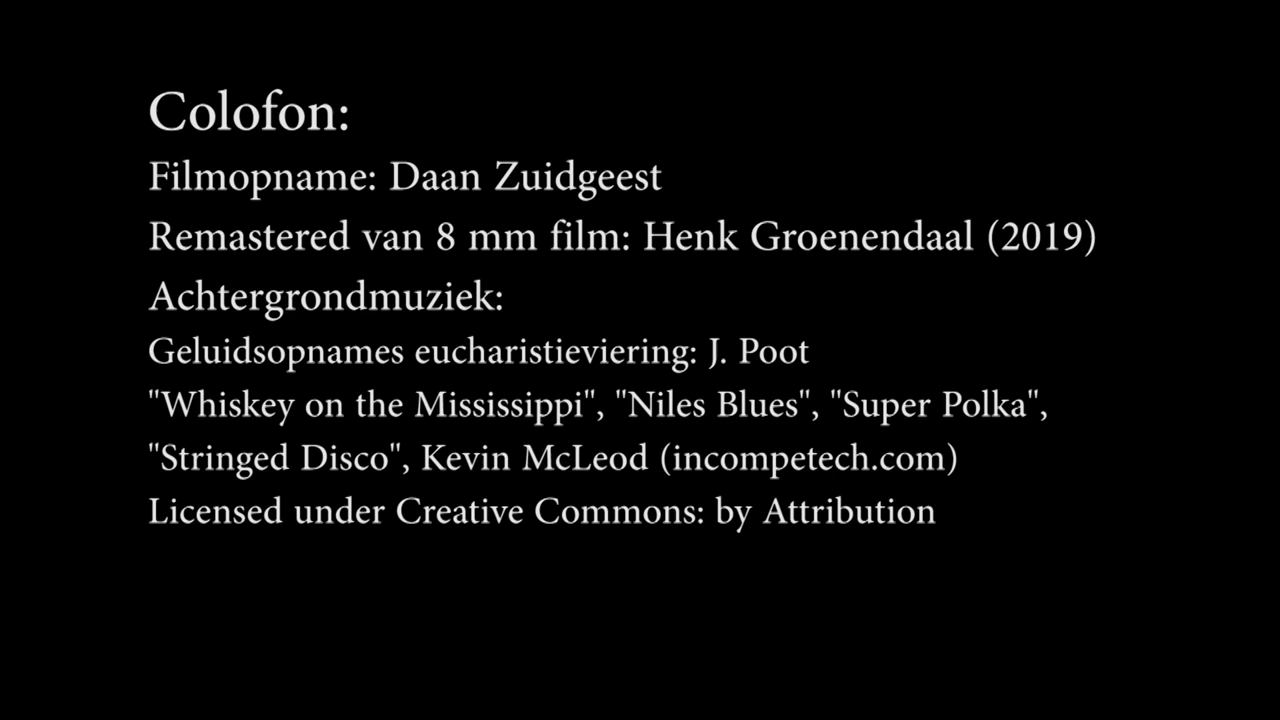 Colofon:
Filmopname: Daan Zuidgeest
Remastered van 8 mm film: Henk Groenendaal (2019)
Achtergrondmuziek:
Geluidsopnames eucharistieviering: J. Poot
"Whiskey on the Mississippi", "Niles Blues", "Super Polka",
"Stringed Disco", Kevin McLeod (incompetech.com)
Licensed under Creative Commons: by Attribution